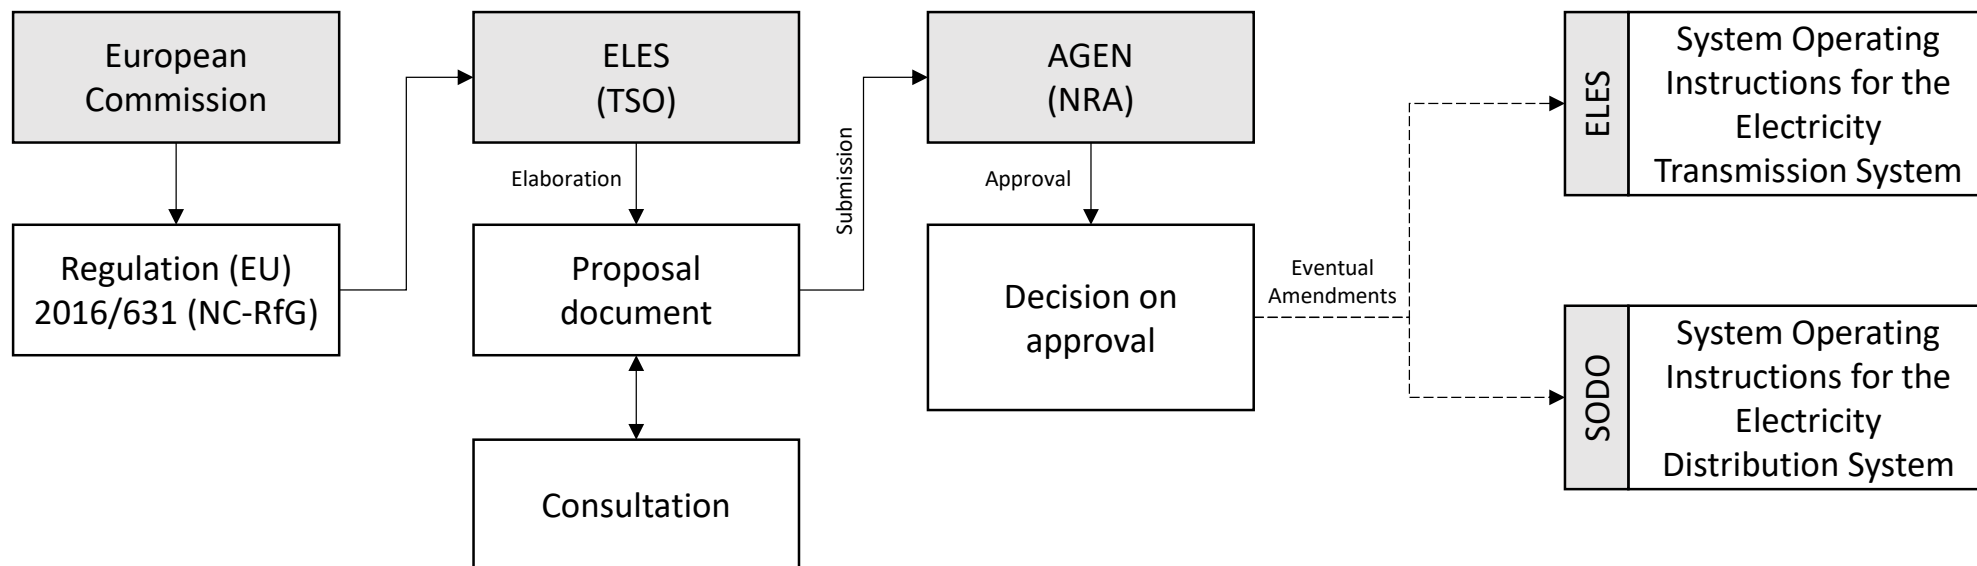 European
Commission
Regulation (EU)
2016/631 (NC-RfG)
ELES
(TSO)
Elaboration
Proposal
document
Consultation
Submission
AGEN
(NRA)
Approval
Decision on
approval
Eventual
Amendments
ELES
System Operating
Instructions for the
Electricity
Transmission System
SODO
System Operating
Instructions for the
Electricity
Distribution System